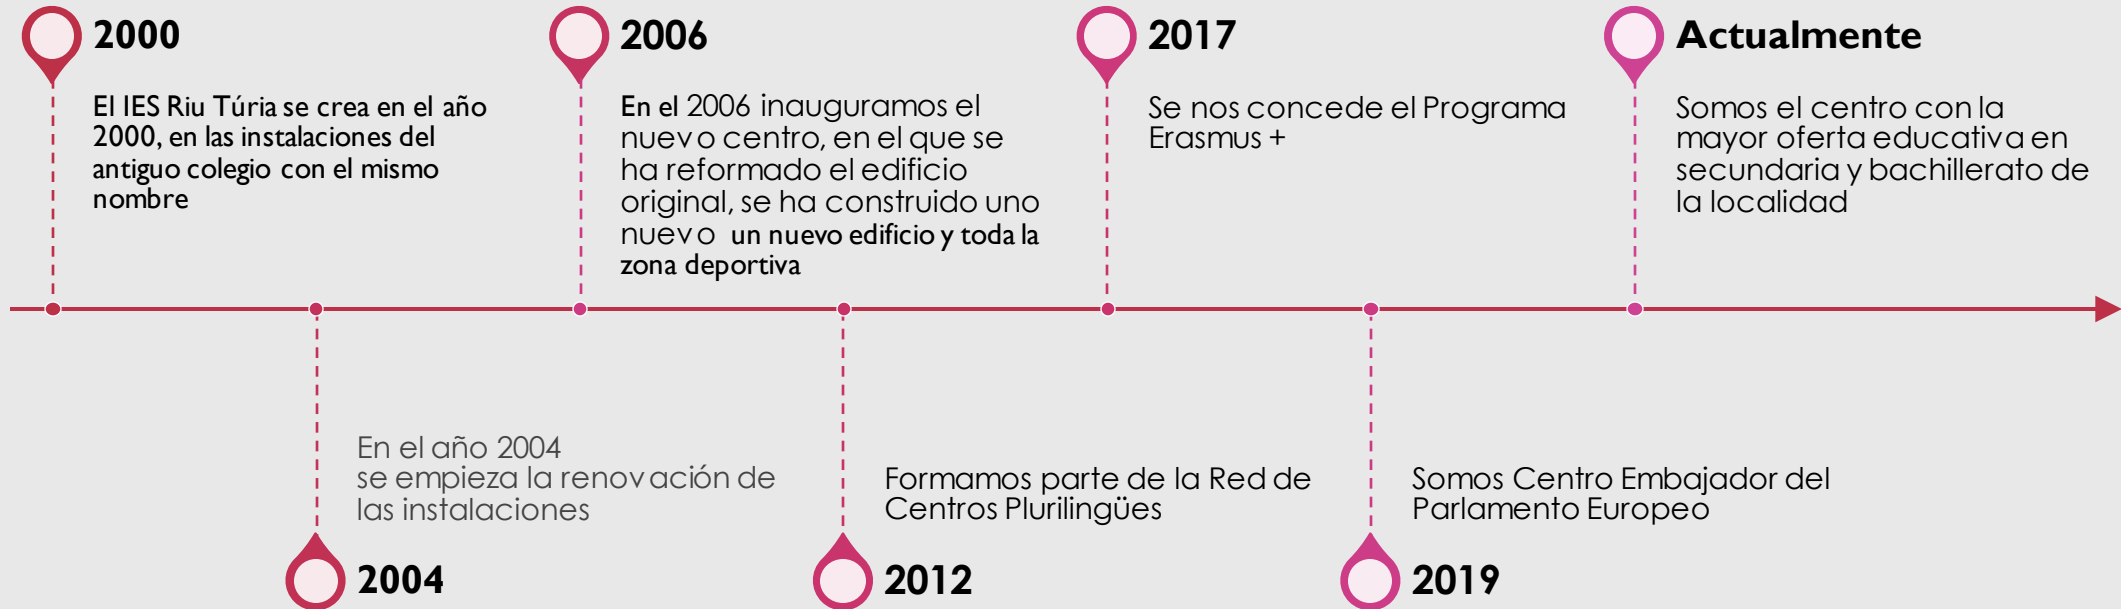 2000
El IES Riu Túria se crea en el año
2000, en las instalaciones del
antiguo colegio con el mismo
nombre
2004
En el año 2004
se empieza la renovación de
las instalaciones
2006
En el 2006 inauguramos el
nuevo centro, en el que se
ha reformado el edificio
original, se ha construido uno
nuevo un nuevo edificio y toda la
zona deportiva
2012
Formamos parte de la Red de
Centros Plurilingües
2017
Se nos concede el Programa
Erasmus +
2019
Somos Centro Embajador del
Parlamento Europeo
Actualmente
Somos el centro con la
mayor oferta educativa en
secundaria y bachillerato de
la localidad